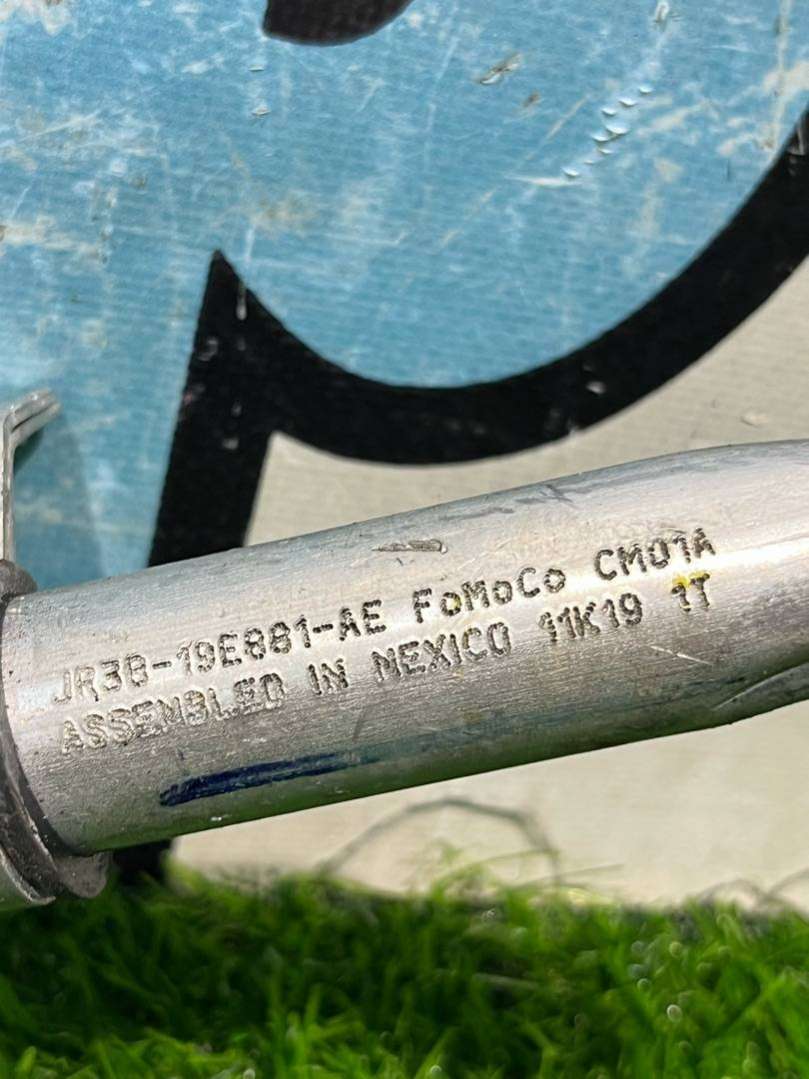 JR3B-19E881-AE FoMoCo CM01A
ASSEMBLED IN MEXICO 11K19 1T